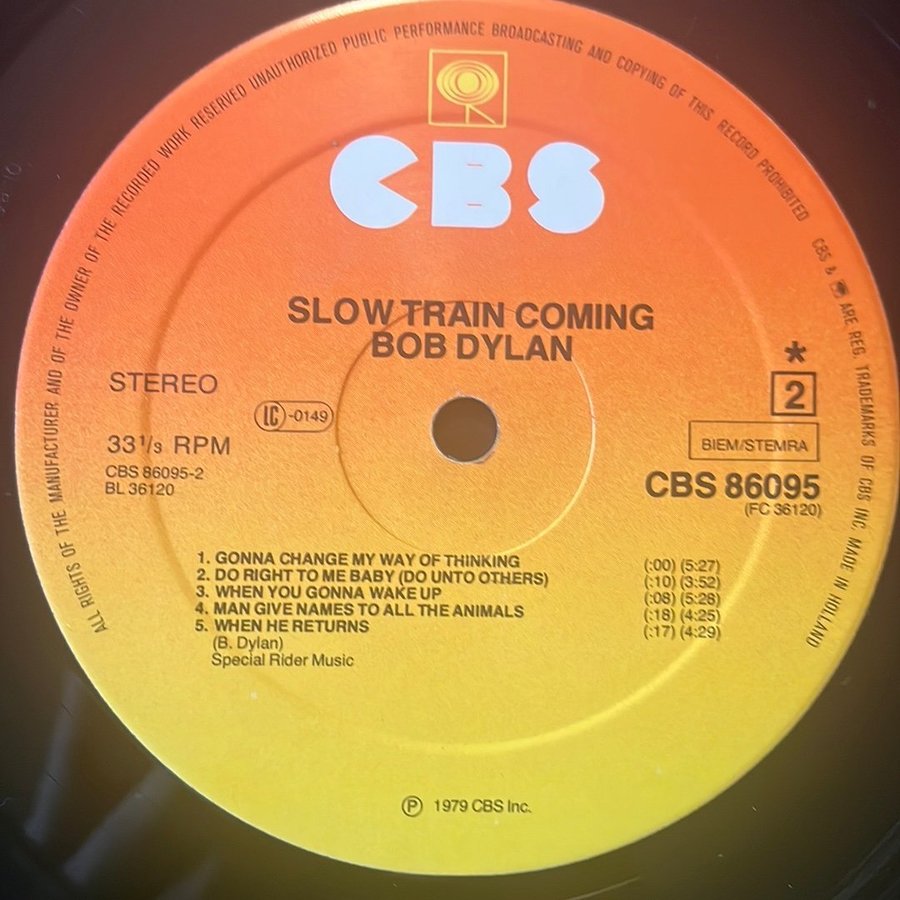 ALL RIGHTS OF THE MANUFACTURER AND OF THE OWNER OF THE RECORDED WORK RESERVED UNAUTHORIZED PUBLIC PERFORMANCE BROADCASTING AND COPYING OF THIS RECORD PROHIBITED
CBS & ARE REG. TRADEMARKS OF CBS INC. MADE IN HOLLAND
CBS
SLOW TRAIN COMING
BOB DYLAN
STEREO
LC -0149
33 1/3 RPM
CBS 86095-2
BL 36120
*
2
BIEM/STEMRA
CBS 86095
(FC 36120)
1. GONNA CHANGE MY WAY OF THINKING (:00) (5:27)
2. DO RIGHT TO ME BABY (DO UNTO OTHERS) (:10) (3:52)
3. WHEN YOU GONNA WAKE UP (:08) (5:28)
4. MAN GIVE NAMES TO ALL THE ANIMALS (:18) (4:25)
5. WHEN HE RETURNS (:17) (4:29)
(B. Dylan)
Special Rider Music
℗ 1979 CBS Inc.